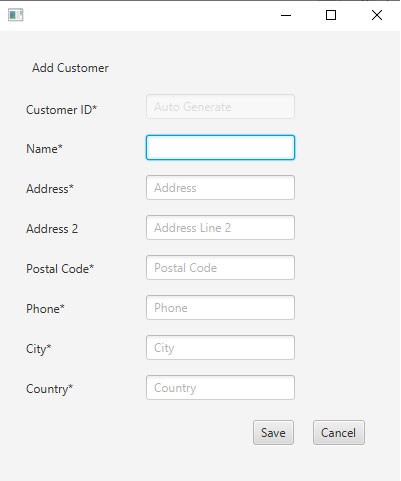 Add Customer
Customer ID* Auto Generate
Name*
Address* Address
Address 2 Address Line 2
Postal Code* Postal Code
Phone* Phone
City* City
Country* Country
Save Cancel